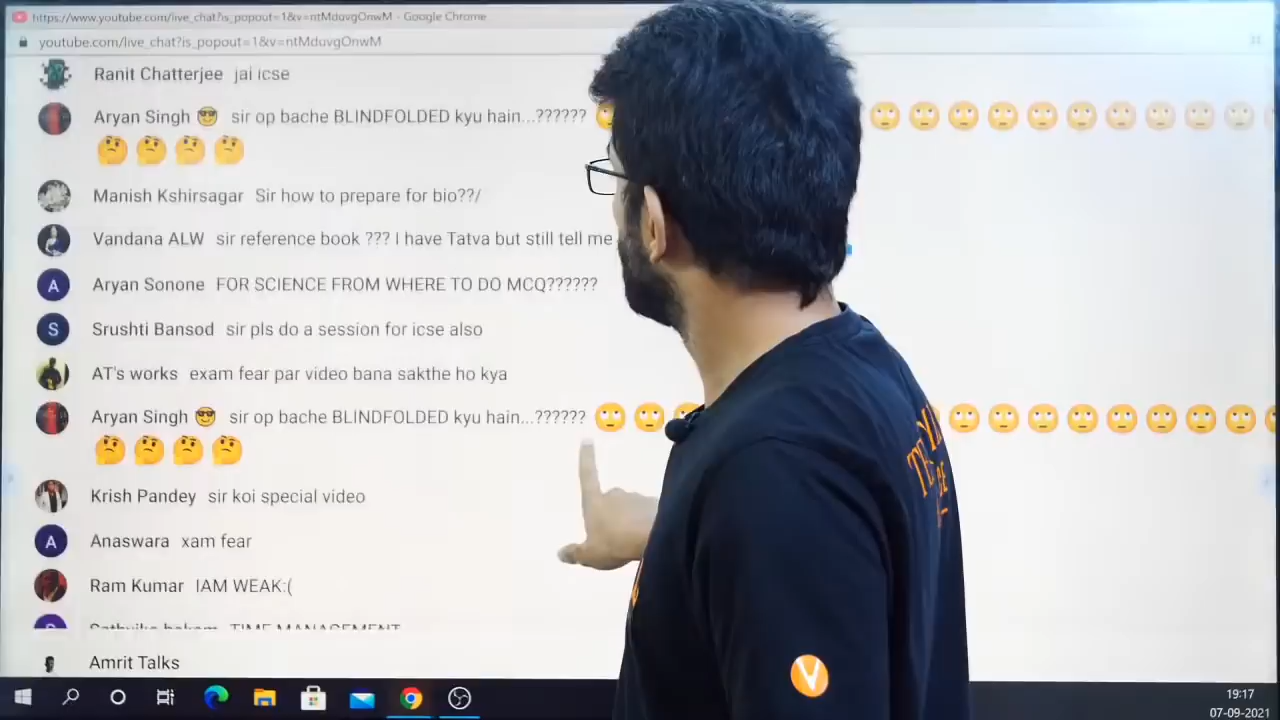 https://www.youtube.com/live_chat?is_popout=1&v=ntMduvgOnwM - Google Chrome
youtube.com/live_chat?is_popout=1&v=ntMduvgOnwM
Ranit Chatterjee jai icse
Aryan Singh 😎 sir op bache BLINDFOLDED kyu hain...??????
Manish Kshirsagar Sir how to prepare for bio??/
Vandana ALW sir reference book ??? I have Tatva but still tell me
A Aryan Sonone FOR SCIENCE FROM WHERE TO DO MCQ??????
S Srushti Bansod sir pls do a session for icse also
AT's works exam fear par video bana sakthe ho kya
Aryan Singh 😎 sir op bache BLINDFOLDED kyu hain...??????
Krish Pandey sir koi special video
A Anaswara xam fear
Ram Kumar IAM WEAK:(
TIME MANAGEMENT
Amrit Talks
V
19:17
07-09-2021